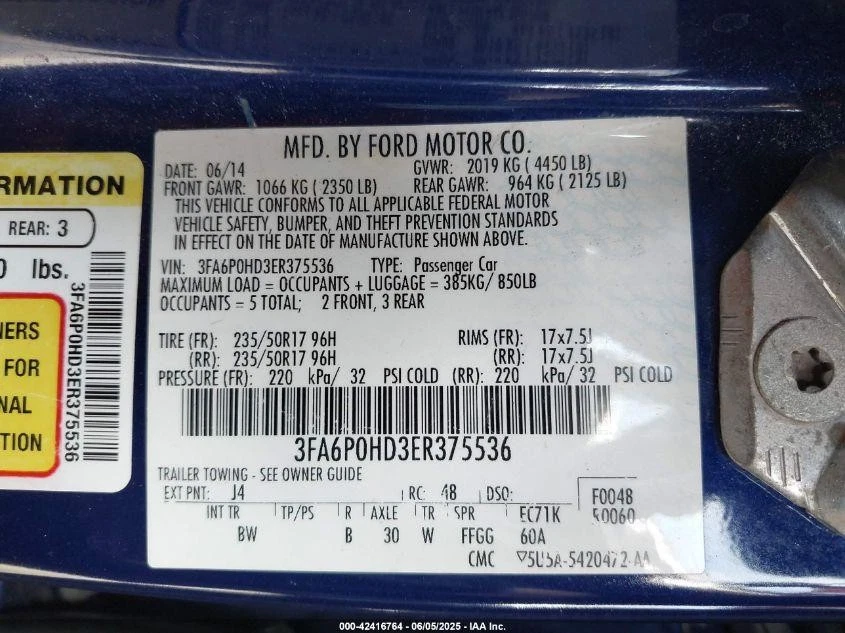 MFD. BY FORD MOTOR CO.
DATE: 06/14 GVWR: 2019 KG ( 4450 LB)
FRONT GAWR: 1066 KG ( 2350 LB) REAR GAWR: 964 KG ( 2125 LB)
THIS VEHICLE CONFORMS TO ALL APPLICABLE FEDERAL MOTOR
VEHICLE SAFETY, BUMPER, AND THEFT PREVENTION STANDARDS
IN EFFECT ON THE DATE OF MANUFACTURE SHOWN ABOVE.
VIN: 3FA6P0HD3ER375536 TYPE: Passenger Car
MAXIMUM LOAD = OCCUPANTS + LUGGAGE = 385KG/ 850LB
OCCUPANTS = 5 TOTAL; 2 FRONT, 3 REAR
TIRE (FR): 235/50R17 96H RIMS (FR): 17x7.5J
(RR): 235/50R17 96H (RR): 17x7.5J
PRESSURE (FR): 220 kPa/ 32 PSI COLD (RR): 220 kPa/ 32 PSI COLD
3FA6P0HD3ER375536
TRAILER TOWING - SEE OWNER GUIDE
EXT PNT: J4 RC: 48 DSO: F0048
INT TR TP/PS R AXLE TR SPR EC71K 50060
BW B 30 W FFGG 60A
CMC
RMATION
REAR: 3
0 lbs.
NERS
FOR
NAL
TION
3FA6P0HD3ER375536
000-42416764 - 06/05/2025 - IAA Inc.